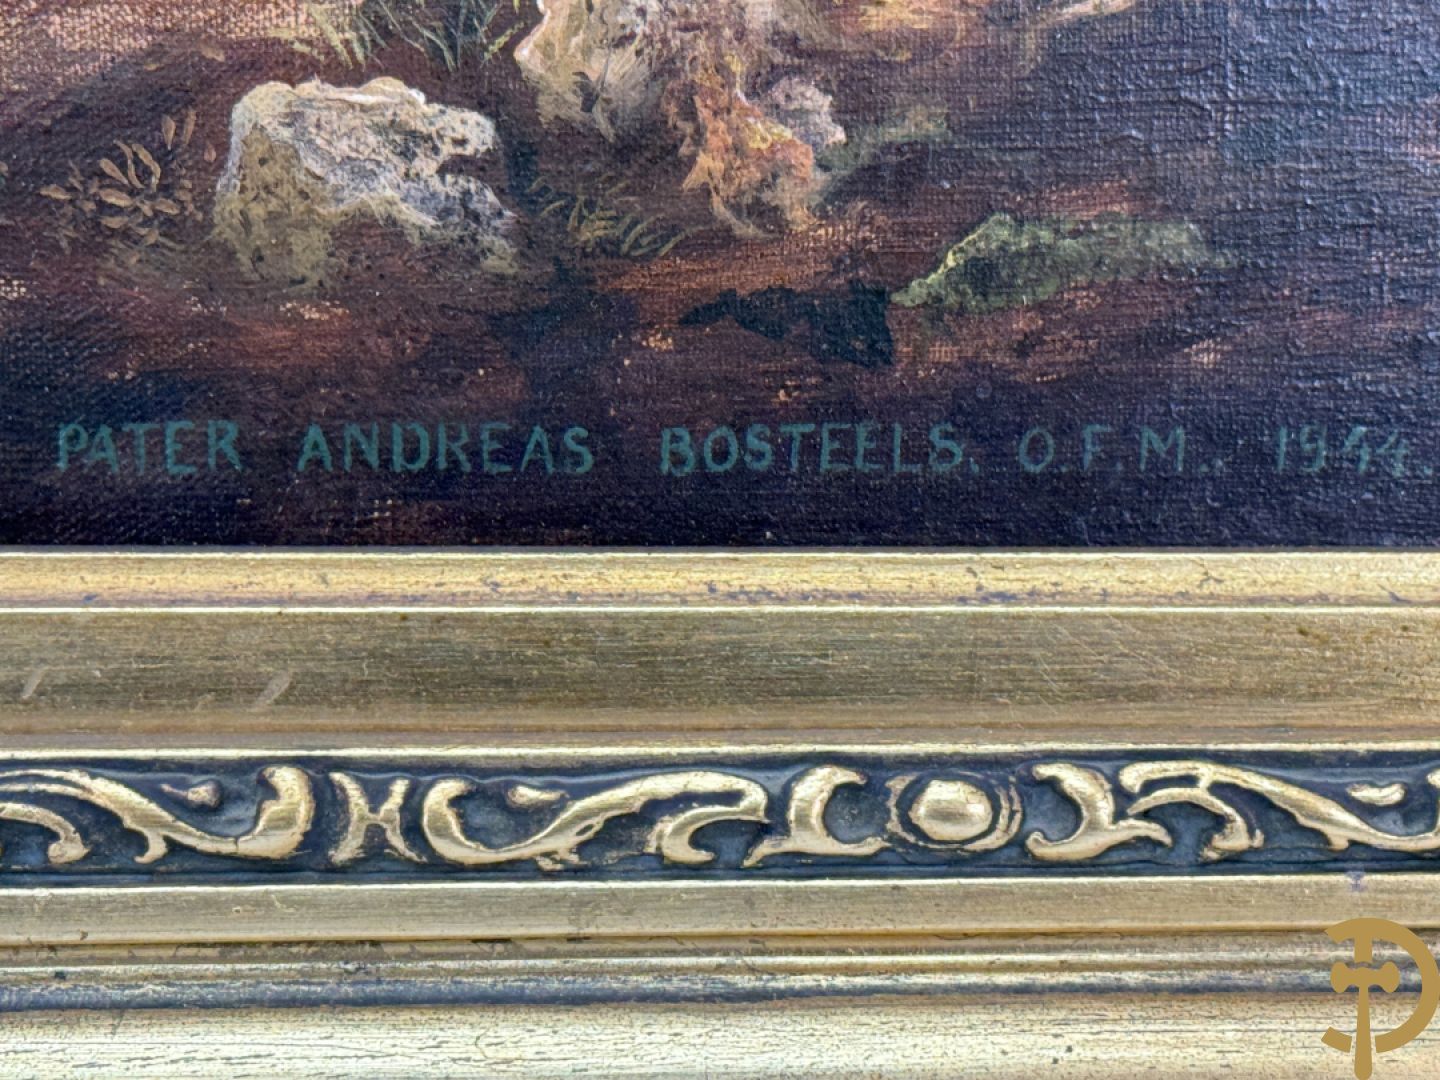 PATER ANDREAS BOSTEELS. O.F.M.. 1944.